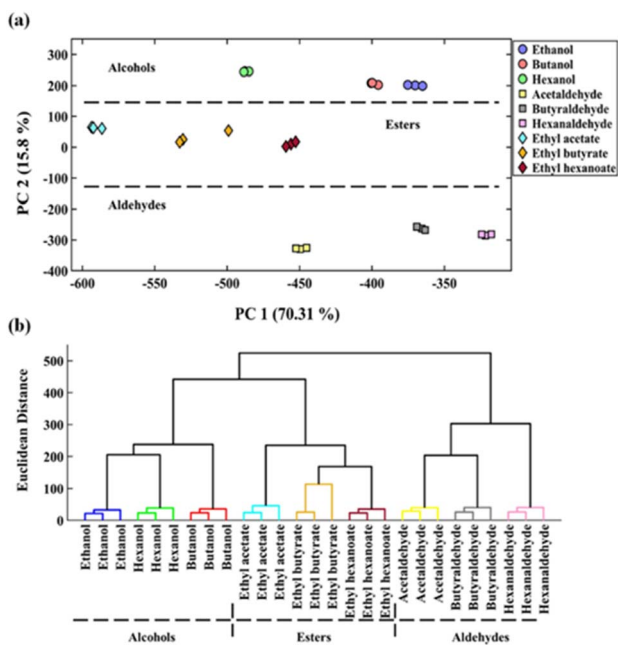 (a)
300
200
100
0
-100
-200
-300
-400
PC 2 (15.8 %)
Alcohols
Esters
Aldehydes
Ethanol
Butanol
Hexanol
Acetaldehyde
Butyraldehyde
Hexanaldehyde
Ethyl acetate
Ethyl butyrate
Ethyl hexanoate
-600 -550 -500 -450 -400 -350
PC 1 (70.31 %)
(b)
Euclidean Distance
500
400
300
200
100
0
Ethanol
Ethanol
Ethanol
Hexanol
Hexanol
Hexanol
Butanol
Butanol
Butanol
Ethyl acetate
Ethyl acetate
Ethyl acetate
Ethyl butyrate
Ethyl butyrate
Ethyl butyrate
Ethyl hexanoate
Ethyl hexanoate
Ethyl hexanoate
Acetaldehyde
Acetaldehyde
Acetaldehyde
Butyraldehyde
Butyraldehyde
Butyraldehyde
Hexanaldehyde
Hexanaldehyde
Hexanaldehyde
Alcohols Esters Aldehydes